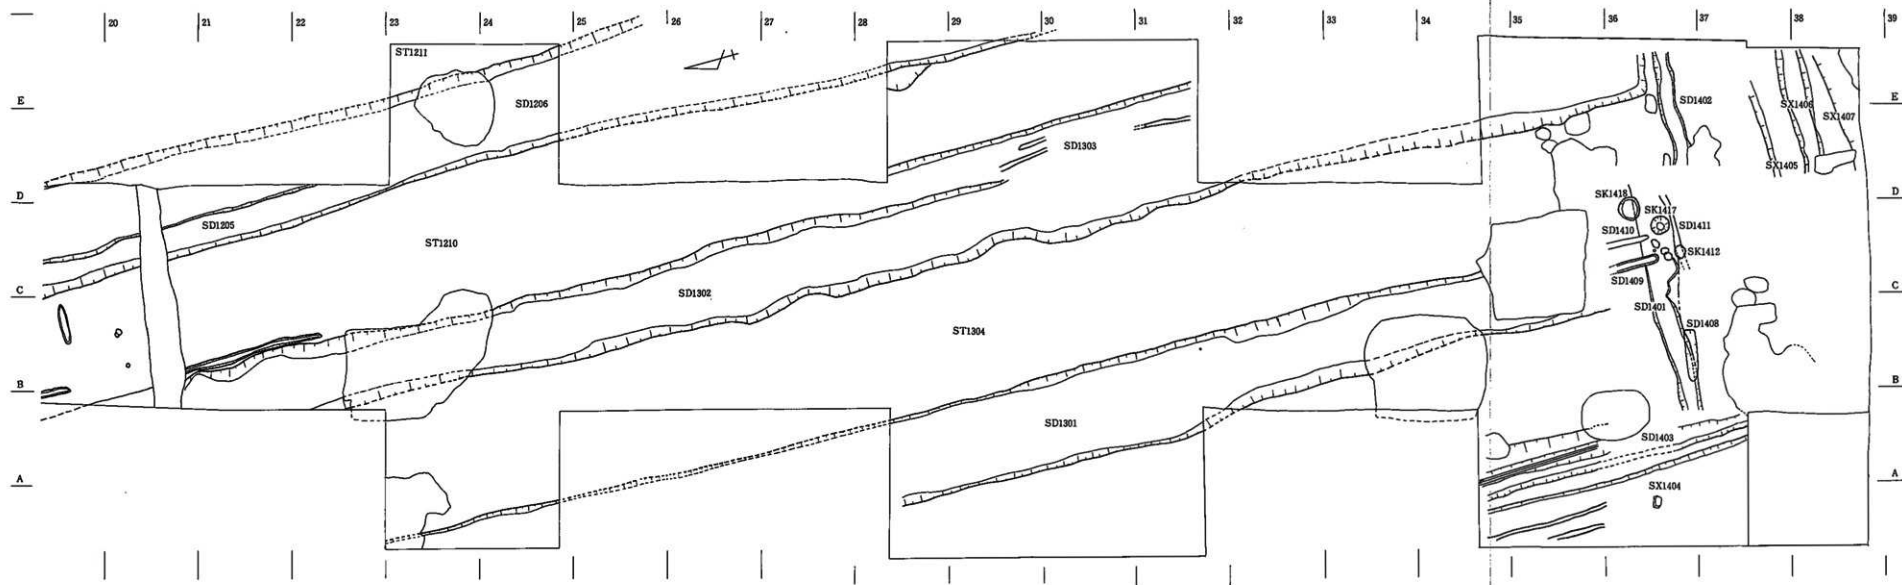 20 21 22 23 24 25 26 27 28 29 30 31 32 33 34 35 36 37 38 39
ST1211
E SD1206 SD1402 SX1406 E
SX1407
SD1303
SX1405
D SK1418 D
SK1417
SD1205 SD1411
SD1410
ST1210
SK1412
SD1409
C SD1302 C
SD1401
SD1408
ST1304
B B
SD1301
SD1403
A A
SX1404